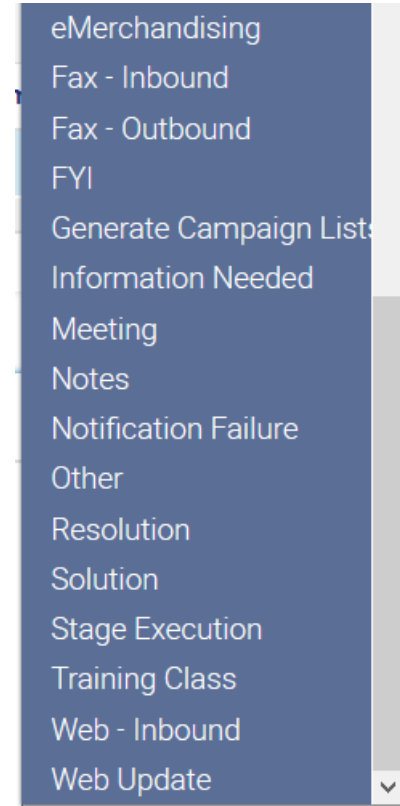 eMerchandising
Fax - Inbound
Fax - Outbound
FYI
Generate Campaign Lists
Information Needed
Meeting
Notes
Notification Failure
Other
Resolution
Solution
Stage Execution
Training Class
Web - Inbound
Web Update